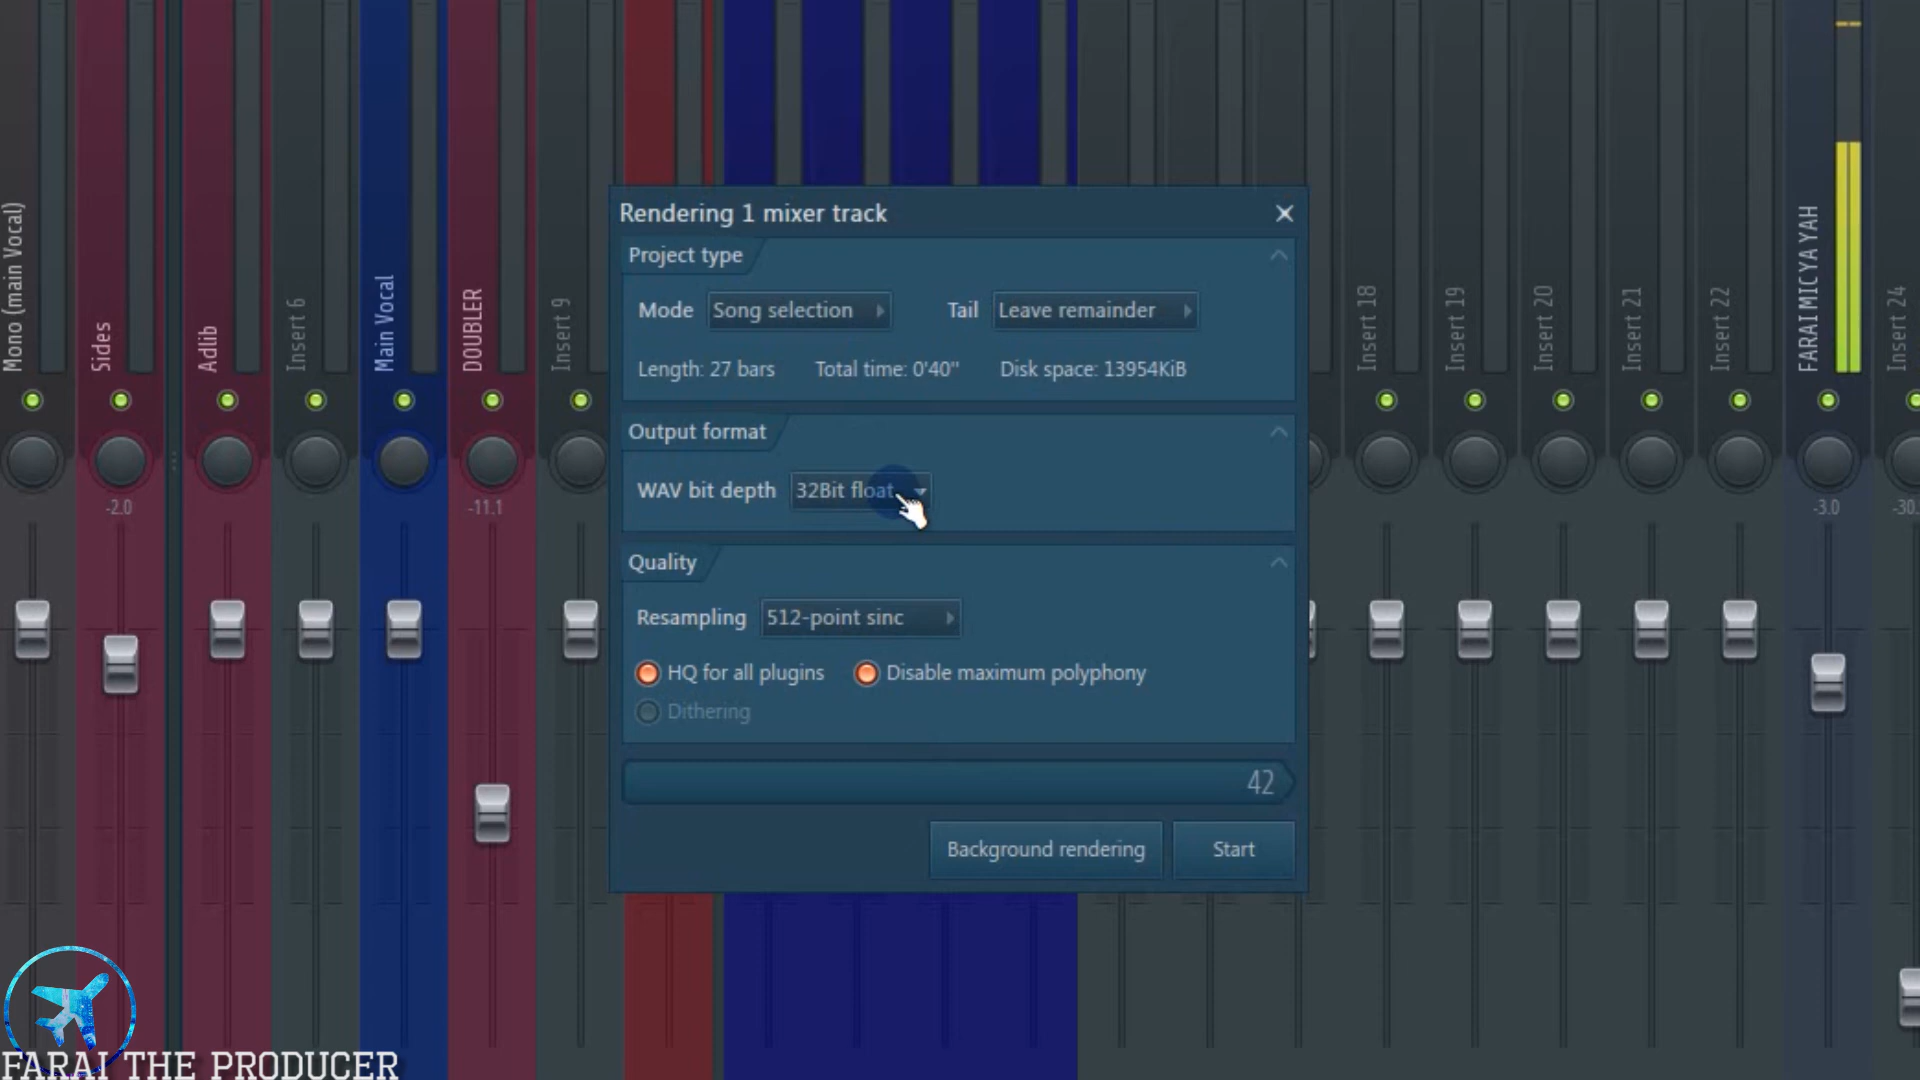 Rendering 1 mixer track
Project type
Mode Song selection Tail Leave remainder
Length: 27 bars Total time: 0'40" Disk space: 13954KiB
Output format
WAV bit depth 32Bit float
Quality
Resampling 512-point sinc
HQ for all plugins Disable maximum polyphony
Dithering
42
Background rendering Start
Mono (main Vocal)
Sides
Adlib
Insert 6
Main Vocal
DOUBLER
Insert 9
Insert 18
Insert 19
Insert 20
Insert 21
Insert 22
FARAI MIC YA YAH
Insert 24
-2.0
-11.1
-3.0
-30.
FARAI THE PRODUCER